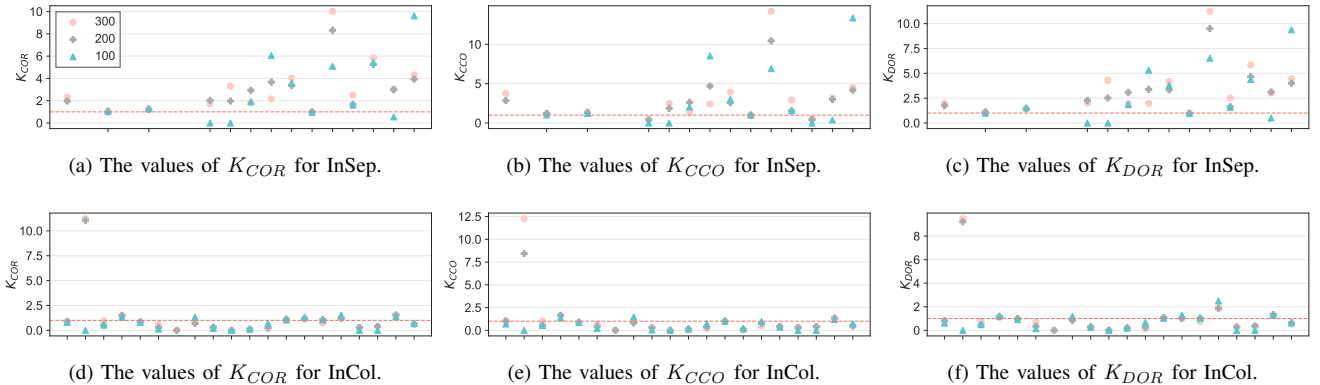 10
8
6
4
2
0
K_COR
300
200
100
10
5
0
K_CCO
10.0
7.5
5.0
2.5
0.0
K_DOR
(a) The values of K_COR for InSep.
(b) The values of K_CCO for InSep.
(c) The values of K_DOR for InSep.
10.0
7.5
5.0
2.5
0.0
K_COR
12.5
10.0
7.5
5.0
2.5
0.0
K_CCO
8
6
4
2
0
K_DOR
(d) The values of K_COR for InCol.
(e) The values of K_CCO for InCol.
(f) The values of K_DOR for InCol.